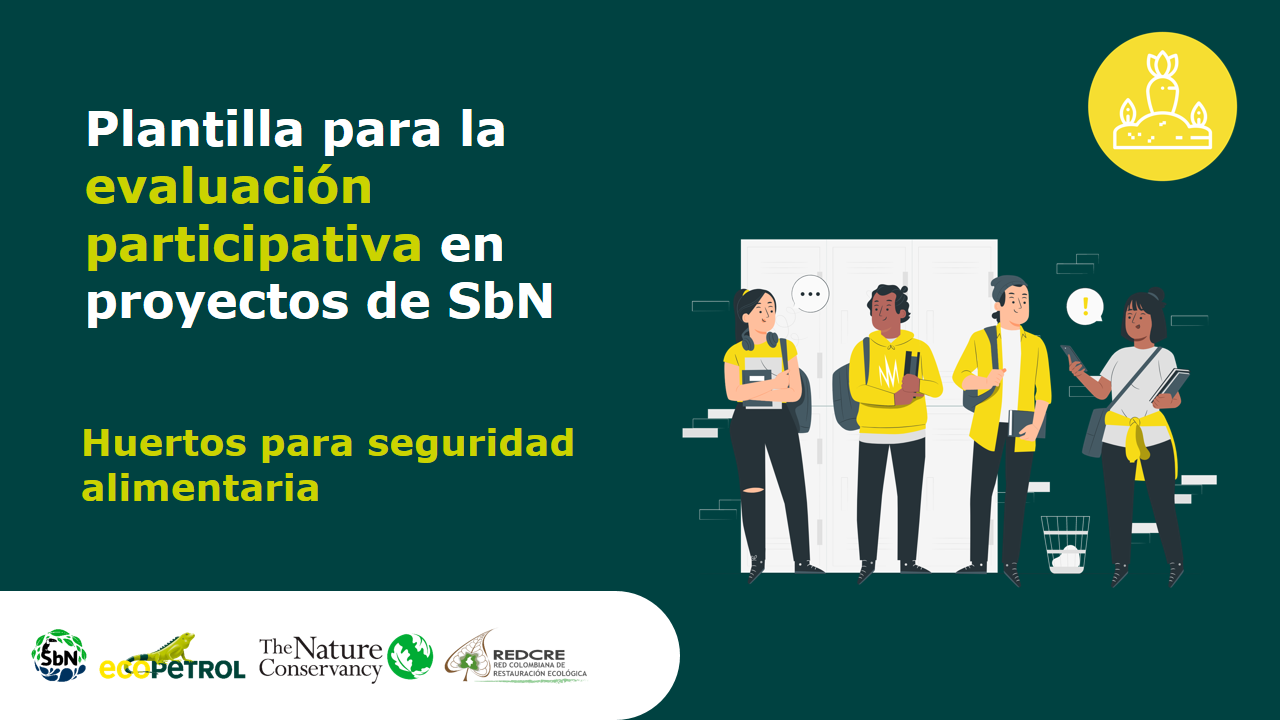 Plantilla para la
evaluación
participativa en
proyectos de SbN
Huertos para seguridad
alimentaria
SbN
ecopetrol
The Nature
Conservancy
REDCRE
RED COLOMBIANA DE
RESTAURACIÓN ECOLÓGICA